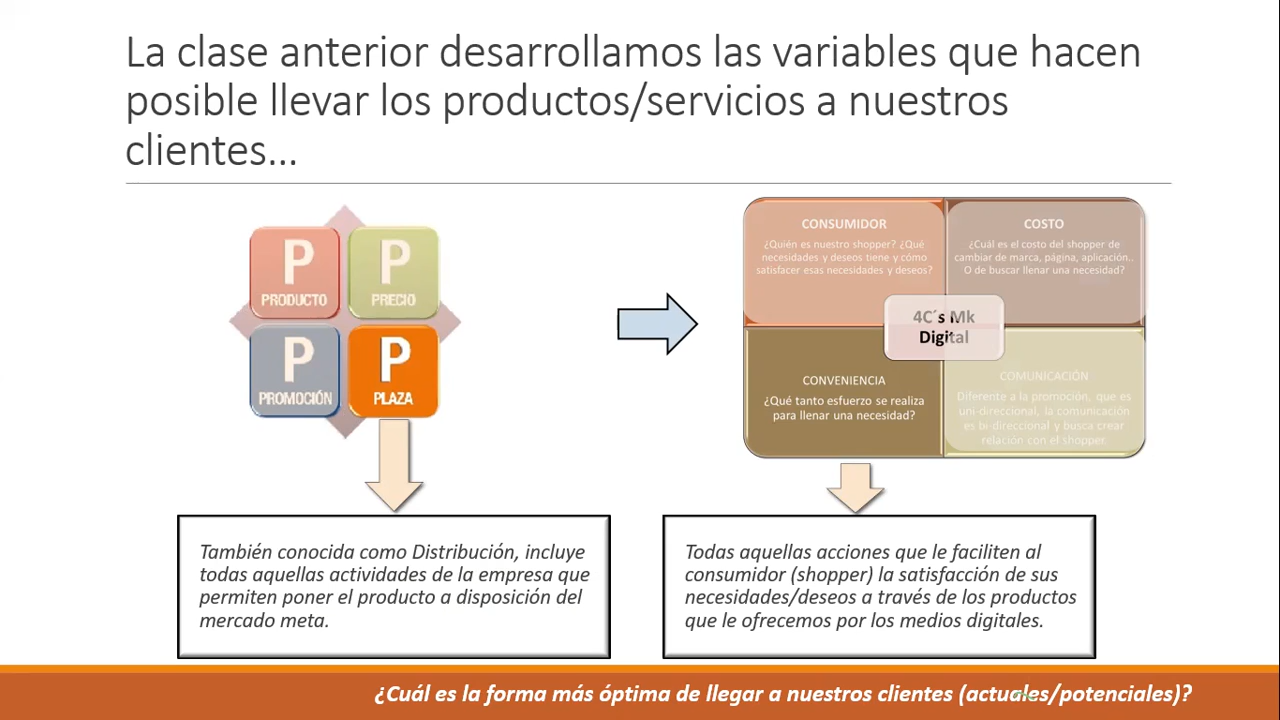 La clase anterior desarrollamos las variables que hacen
posible llevar los productos/servicios a nuestros
clientes…
P
PRODUCTO
P
PRECIO
P
PROMOCIÓN
P
PLAZA
CONSUMIDOR
¿Quién es nuestro shopper? ¿Qué
necesidades y deseos tiene y cómo
satisfacer esas necesidades y deseos?
COSTO
¿Cuál es el costo del shopper de
cambiar de marca, página, aplicación..
O de buscar llenar una necesidad?
4C´s Mk
Digital
CONVENIENCIA
¿Qué tanto esfuerzo se realiza
para llenar una necesidad?
COMUNICACIÓN
Diferente a la promoción, que es
uni-direccional, la comunicación
es bi-direccional y busca crear
relación con el shopper.
También conocida como Distribución, incluye
todas aquellas actividades de la empresa que
permiten poner el producto a disposición del
mercado meta.
Todas aquellas acciones que le faciliten al
consumidor (shopper) la satisfacción de sus
necesidades/deseos a través de los productos
que le ofrecemos por los medios digitales.
¿Cuál es la forma más óptima de llegar a nuestros clientes (actuales/potenciales)?